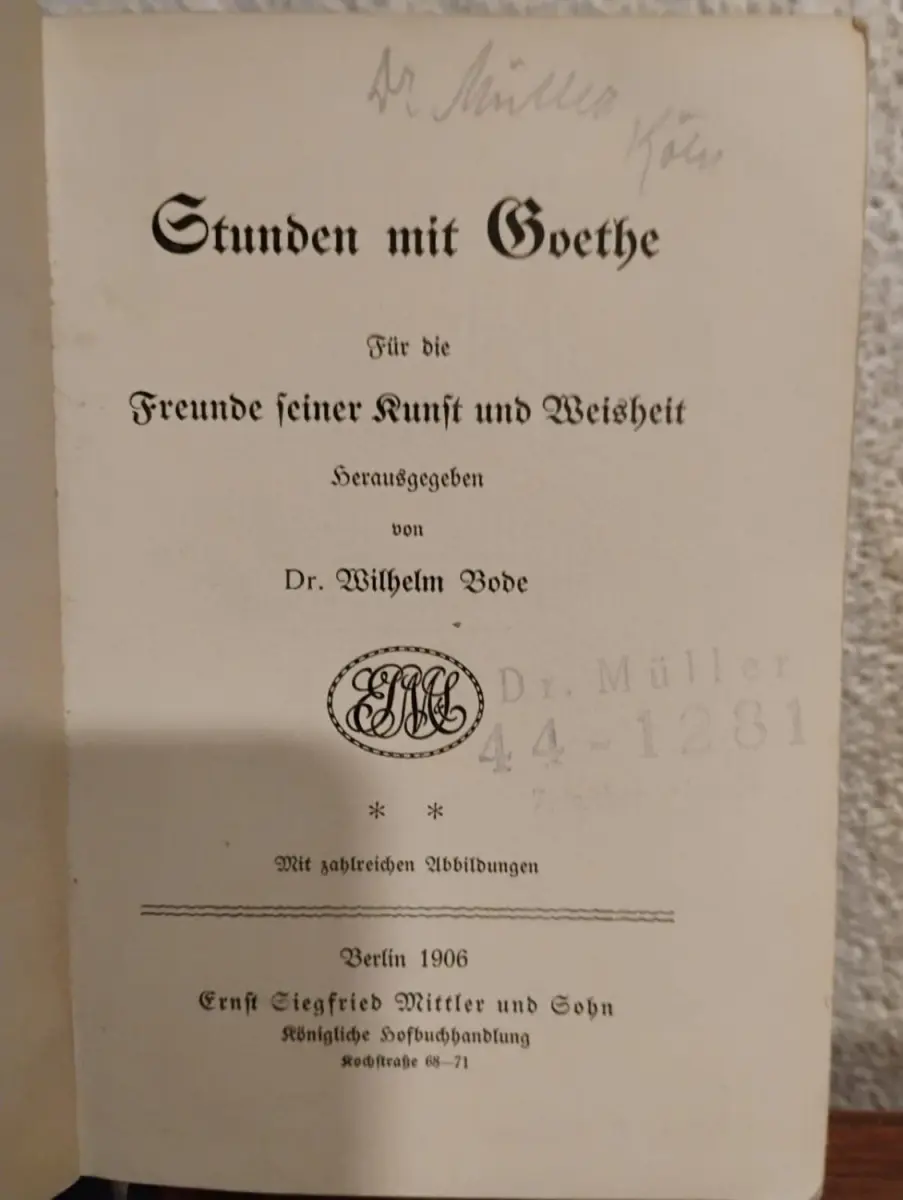 Dr. Müller
Köln
Stunden mit Goethe
Für die
Freunde seiner Kunst und Weisheit
Herausgegeben
von
Dr. Wilhelm Bode
Dr. Müller
44-1281
* *
Mit zahlreichen Abbildungen
Berlin 1906
Ernst Siegfried Mittler und Sohn
Königliche Hofbuchhandlung
Kochstraße 68—71